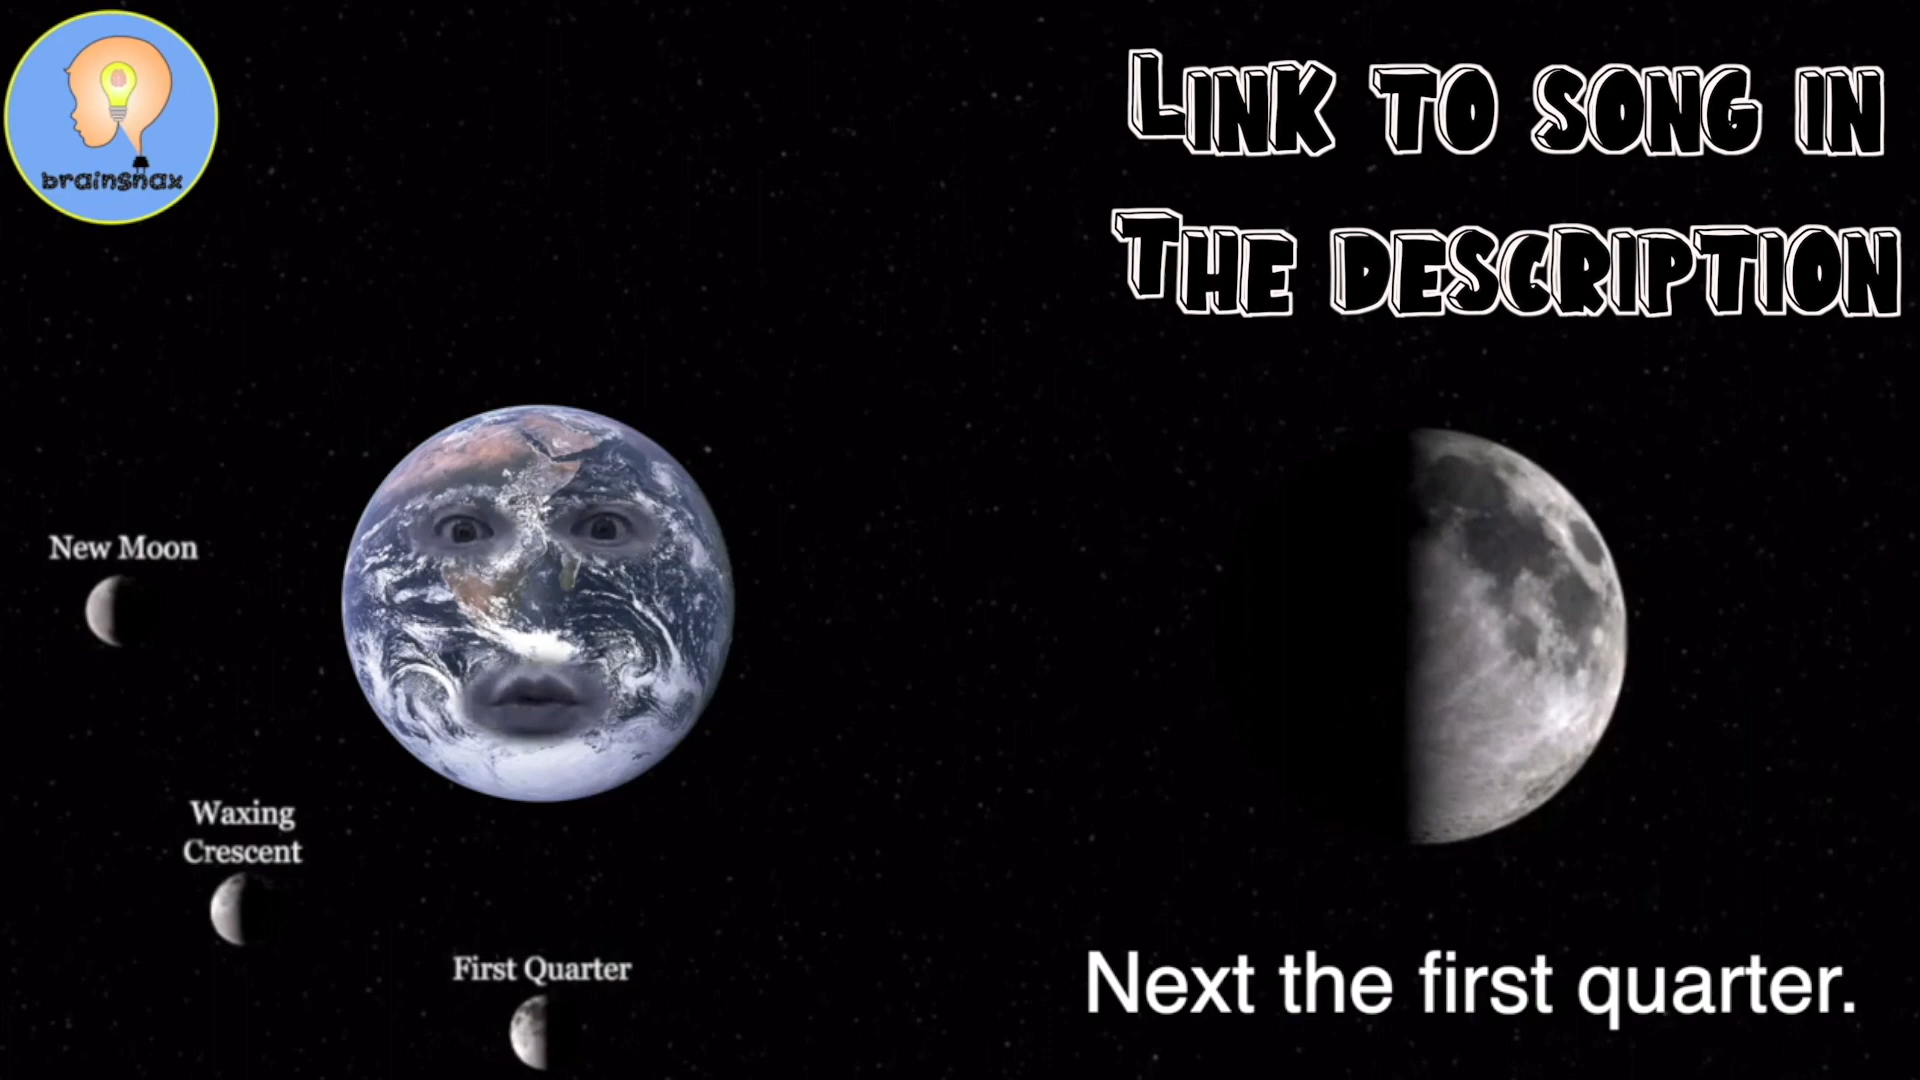 brainsnax
LINK TO SONG IN
THE DESCRIPTION
New Moon
Waxing
Crescent
First Quarter
Next the first quarter.